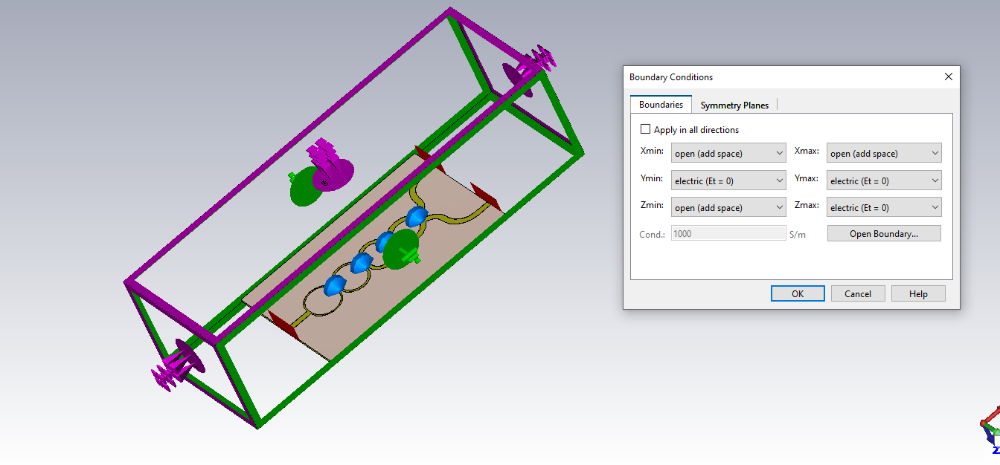 Boundary Conditions
Boundaries Symmetry Planes
Apply in all directions
Xmin: open (add space) Xmax: open (add space)
Ymin: electric (Et = 0) Ymax: electric (Et = 0)
Zmin: open (add space) Zmax: electric (Et = 0)
Cond.: 1000 S/m Open Boundary...
OK Cancel Help
z